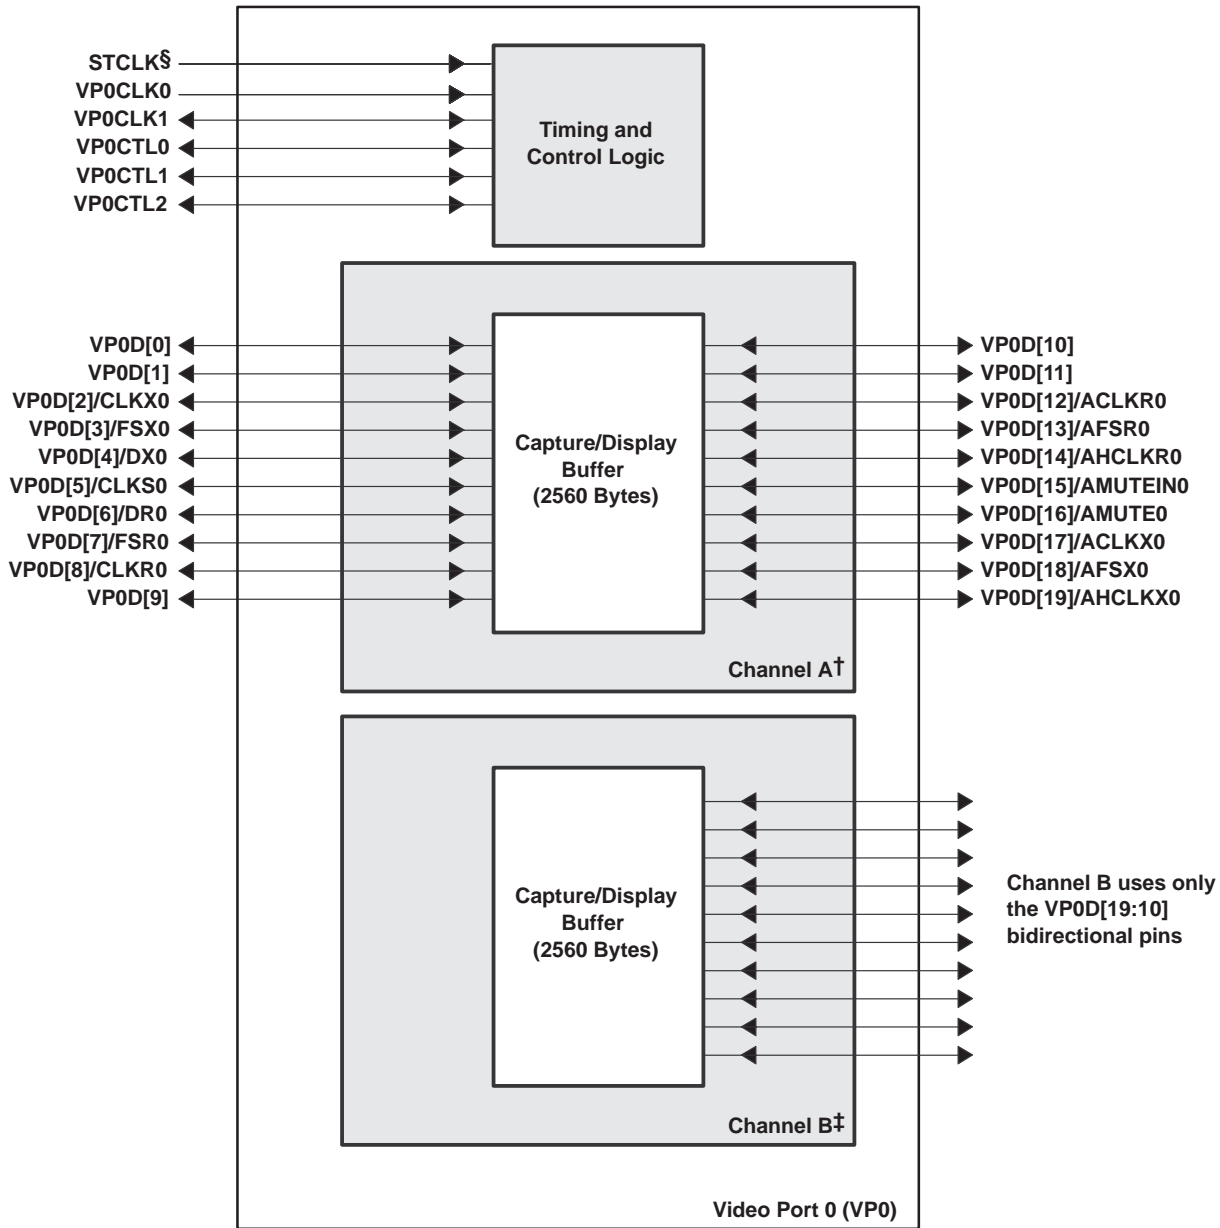 STCLK§
VP0CLK0
VP0CLK1
VP0CTL0
VP0CTL1
VP0CTL2
Timing and
Control Logic
VP0D[0]
VP0D[1]
VP0D[2]/CLKX0
VP0D[3]/FSX0
VP0D[4]/DX0
VP0D[5]/CLKS0
VP0D[6]/DR0
VP0D[7]/FSR0
VP0D[8]/CLKR0
VP0D[9]
Capture/Display
Buffer
(2560 Bytes)
VP0D[10]
VP0D[11]
VP0D[12]/ACLKR0
VP0D[13]/AFSR0
VP0D[14]/AHCLKR0
VP0D[15]/AMUTEIN0
VP0D[16]/AMUTE0
VP0D[17]/ACLKX0
VP0D[18]/AFSX0
VP0D[19]/AHCLKX0
Channel A†
Capture/Display
Buffer
(2560 Bytes)
Channel B uses only
the VP0D[19:10]
bidirectional pins
Channel B‡
Video Port 0 (VP0)